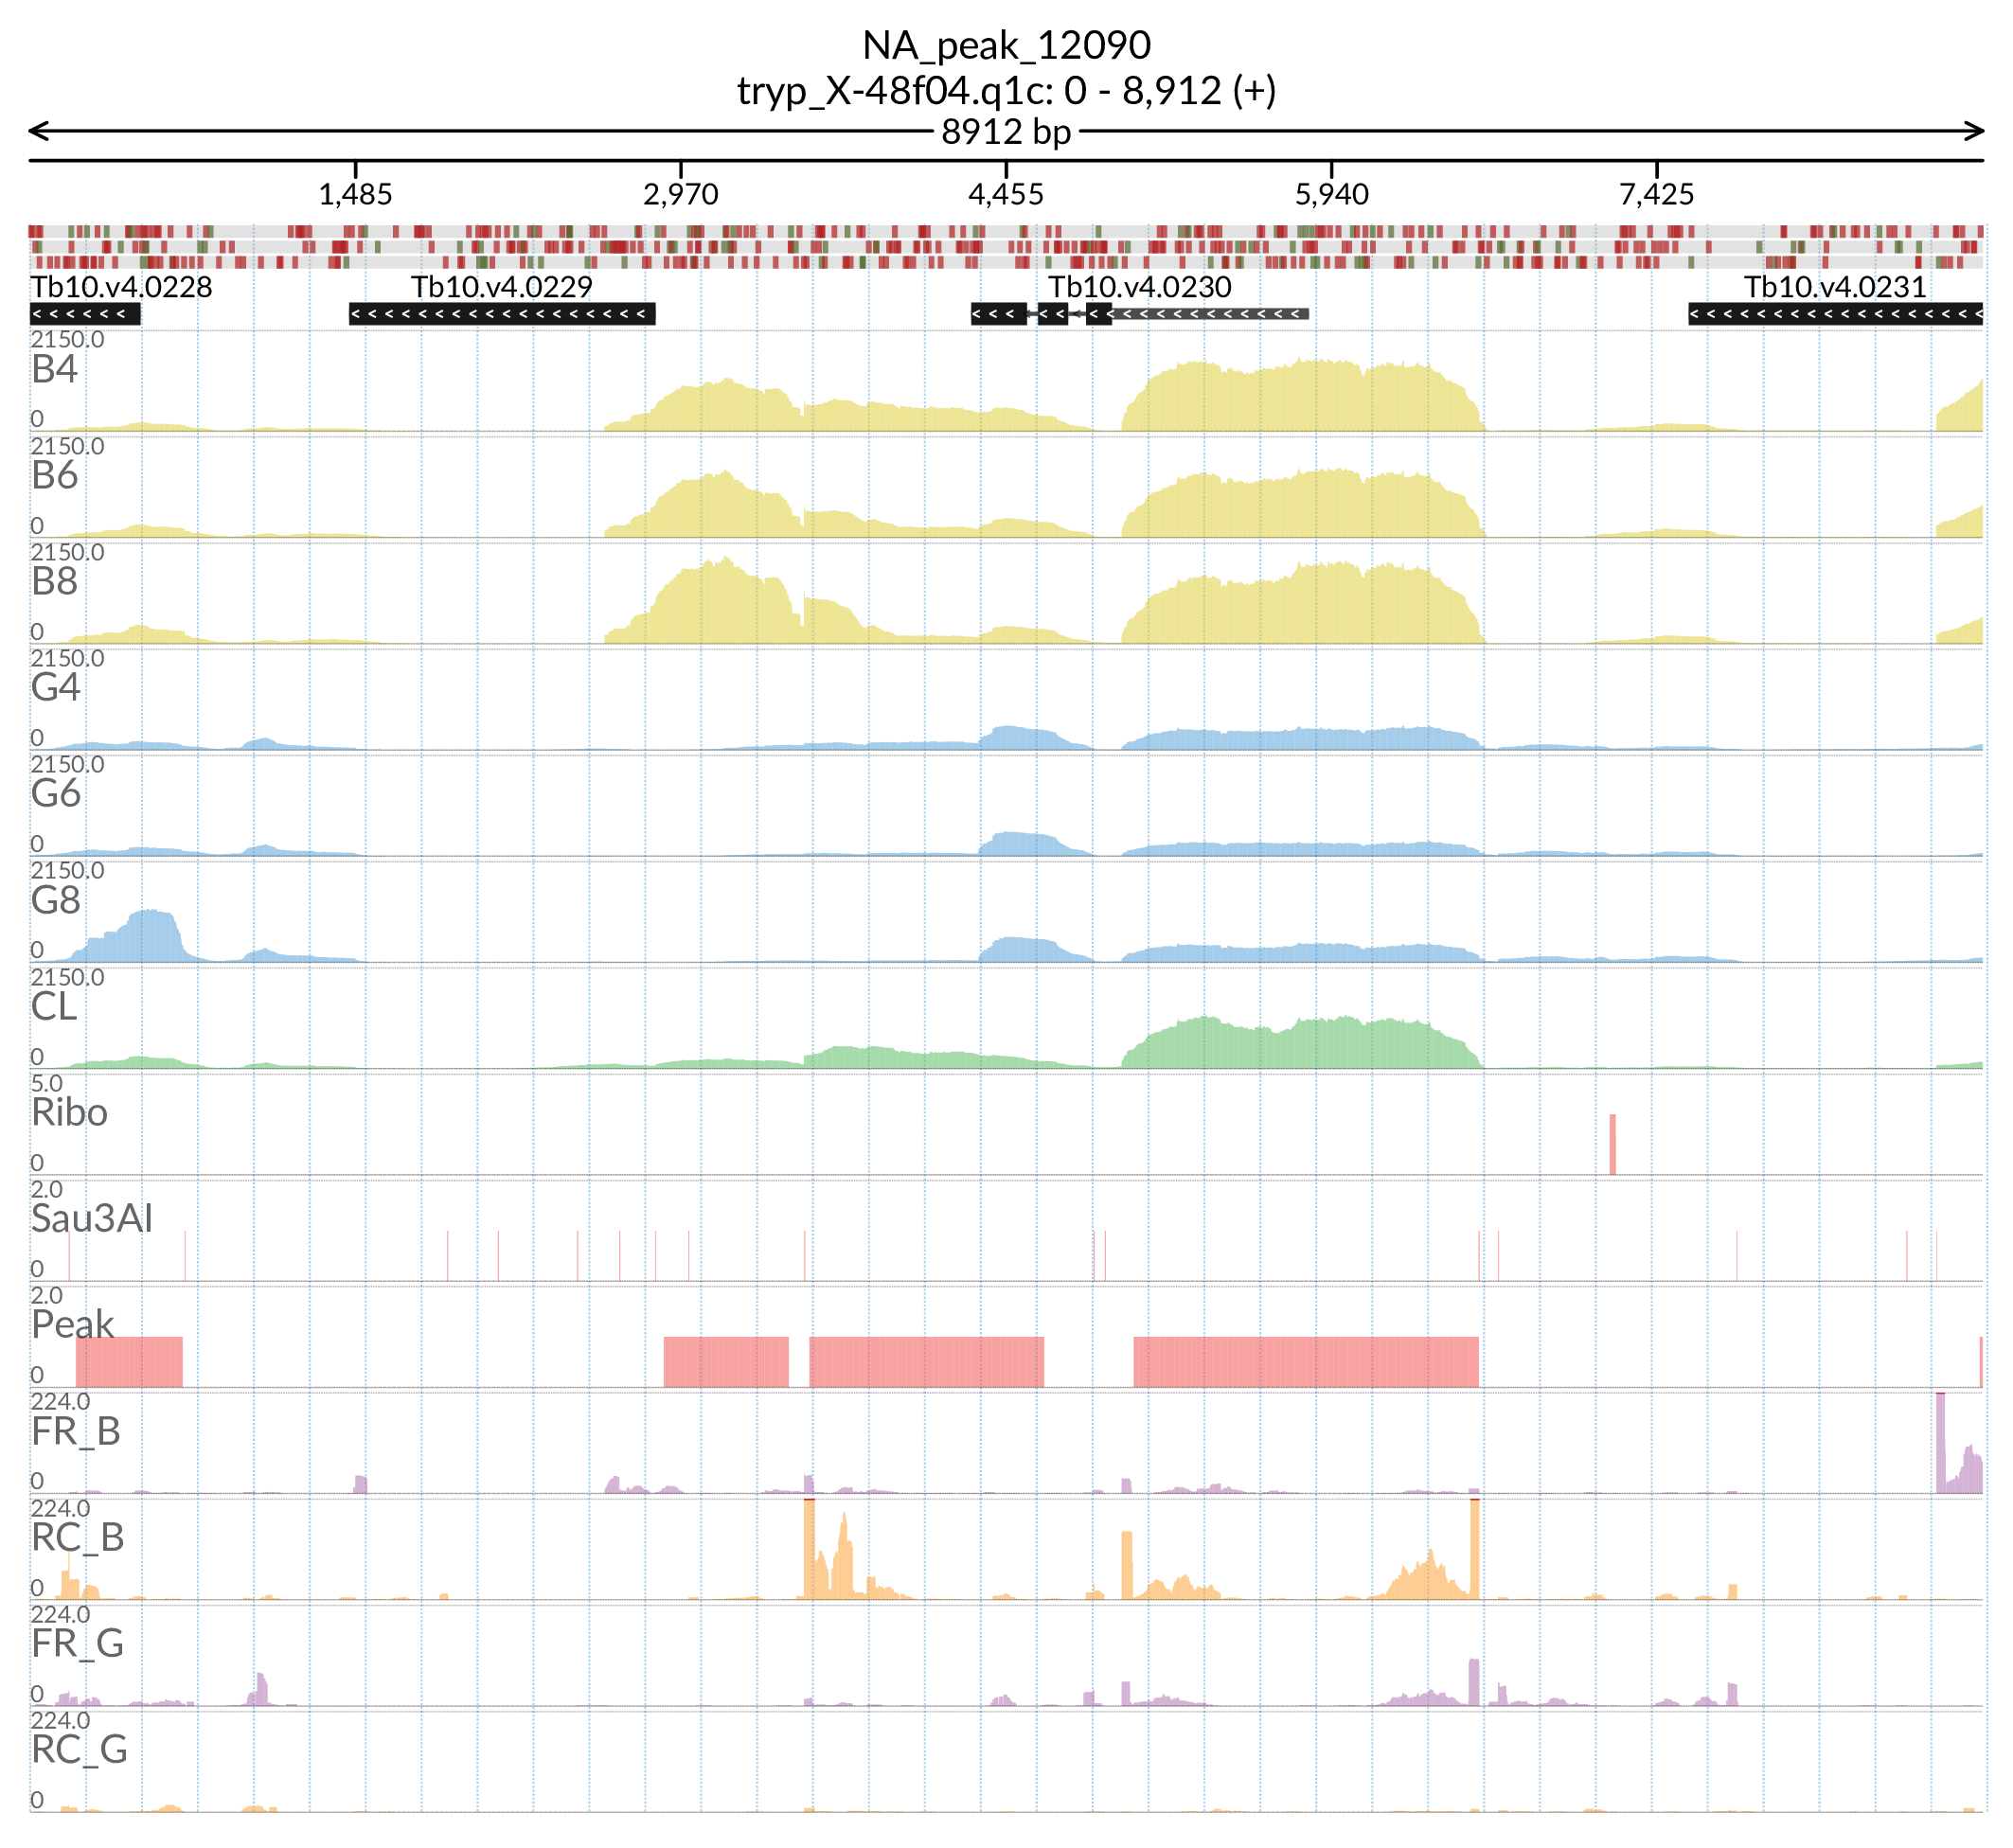 NA_peak_12090
tryp_X-48f04.q1c: 0 - 8,912 (+)
8912 bp
1,485 2,970 4,455 5,940 7,425
Tb10.v4.0228 Tb10.v4.0229 Tb10.v4.0230 Tb10.v4.0231
2150.0
B4
0
2150.0
B6
0
2150.0
B8
0
2150.0
G4
0
2150.0
G6
0
2150.0
G8
0
2150.0
CL
0
5.0
Ribo
0
2.0
Sau3AI
0
2.0
Peak
0
224.0
FR_B
0
224.0
RC_B
0
224.0
FR_G
0
224.0
RC_G
0